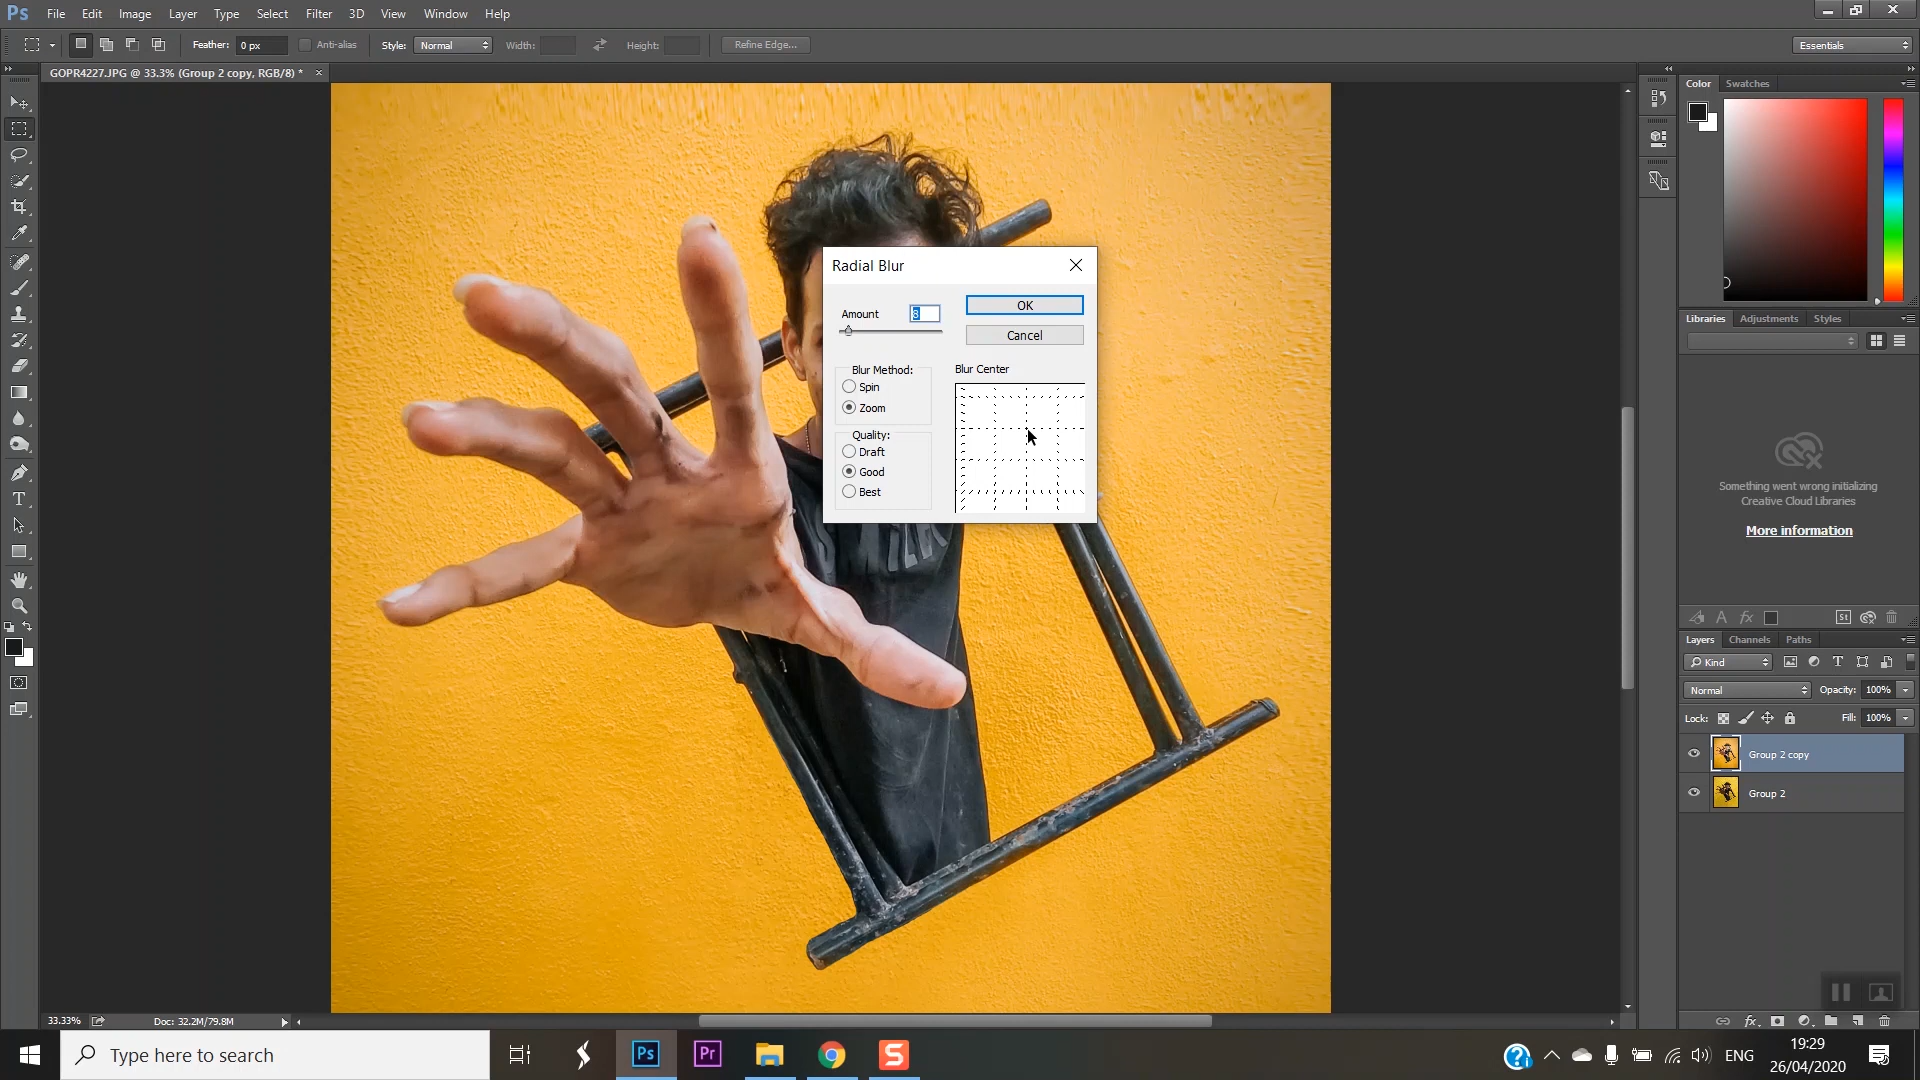 Ps File Edit Image Layer Type Select Filter 3D View Window Help
Feather: 0 px Anti-alias Style: Normal Width: Height: Refine Edge... Essentials
GOPR4227.JPG @ 33.3% (Group 2 copy, RGB/8) * ×
Color Swatches
Radial Blur
Amount 8 OK
Cancel
Blur Method: Blur Center
Spin
Zoom
Quality:
Draft
Good
Best
Libraries Adjustments Styles
Something went wrong initializing
Creative Cloud Libraries
More information
St
Layers Channels Paths
Kind
Normal Opacity: 100%
Lock: Fill: 100%
Group 2 copy
Group 2
33.33% Doc: 32.2M/79.8M
Type here to search Ps Pr S ENG 19:29
26/04/2020